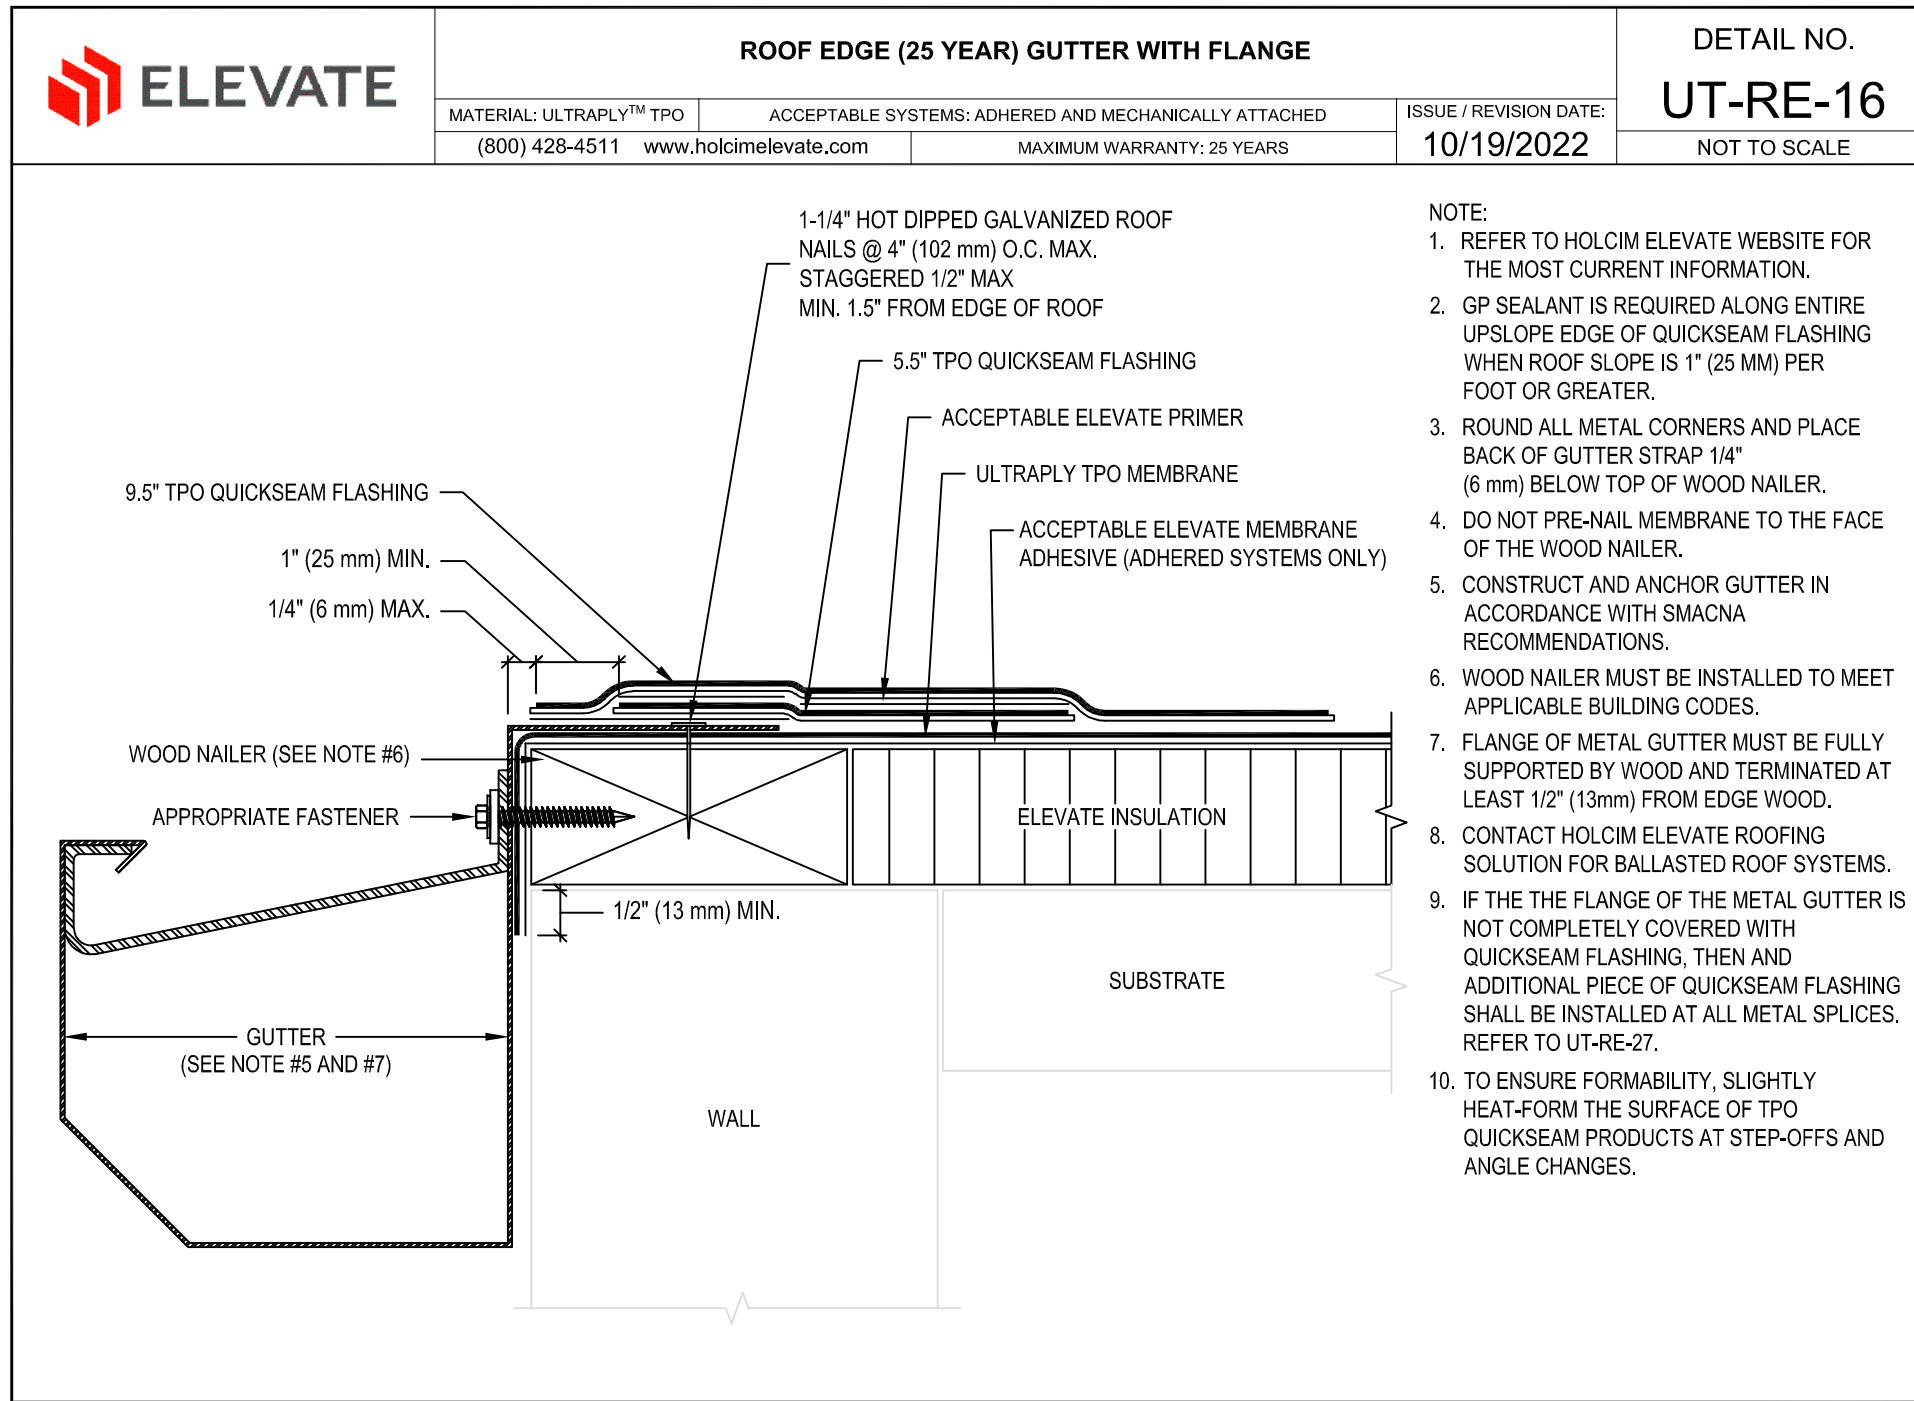 ELEVATE
ROOF EDGE (25 YEAR) GUTTER WITH FLANGE
MATERIAL: ULTRAPLY™ TPO
ACCEPTABLE SYSTEMS: ADHERED AND MECHANICALLY ATTACHED
(800) 428-4511 www.holcimelevate.com
MAXIMUM WARRANTY: 25 YEARS
ISSUE / REVISION DATE:
10/19/2022
DETAIL NO.
UT-RE-16
NOT TO SCALE
1-1/4" HOT DIPPED GALVANIZED ROOF
NAILS @ 4" (102 mm) O.C. MAX.
STAGGERED 1/2" MAX
MIN. 1.5" FROM EDGE OF ROOF
5.5" TPO QUICKSEAM FLASHING
ACCEPTABLE ELEVATE PRIMER
ULTRAPLY TPO MEMBRANE
ACCEPTABLE ELEVATE MEMBRANE
ADHESIVE (ADHERED SYSTEMS ONLY)
9.5" TPO QUICKSEAM FLASHING
1" (25 mm) MIN.
1/4" (6 mm) MAX.
WOOD NAILER (SEE NOTE #6)
APPROPRIATE FASTENER
ELEVATE INSULATION
1/2" (13 mm) MIN.
SUBSTRATE
GUTTER
(SEE NOTE #5 AND #7)
WALL
NOTE:
1. REFER TO HOLCIM ELEVATE WEBSITE FOR
THE MOST CURRENT INFORMATION.
2. GP SEALANT IS REQUIRED ALONG ENTIRE
UPSLOPE EDGE OF QUICKSEAM FLASHING
WHEN ROOF SLOPE IS 1" (25 MM) PER
FOOT OR GREATER.
3. ROUND ALL METAL CORNERS AND PLACE
BACK OF GUTTER STRAP 1/4"
(6 mm) BELOW TOP OF WOOD NAILER.
4. DO NOT PRE-NAIL MEMBRANE TO THE FACE
OF THE WOOD NAILER.
5. CONSTRUCT AND ANCHOR GUTTER IN
ACCORDANCE WITH SMACNA
RECOMMENDATIONS.
6. WOOD NAILER MUST BE INSTALLED TO MEET
APPLICABLE BUILDING CODES.
7. FLANGE OF METAL GUTTER MUST BE FULLY
SUPPORTED BY WOOD AND TERMINATED AT
LEAST 1/2" (13mm) FROM EDGE WOOD.
8. CONTACT HOLCIM ELEVATE ROOFING
SOLUTION FOR BALLASTED ROOF SYSTEMS.
9. IF THE THE FLANGE OF THE METAL GUTTER IS
NOT COMPLETELY COVERED WITH
QUICKSEAM FLASHING, THEN AND
ADDITIONAL PIECE OF QUICKSEAM FLASHING
SHALL BE INSTALLED AT ALL METAL SPLICES.
REFER TO UT-RE-27.
10. TO ENSURE FORMABILITY, SLIGHTLY
HEAT-FORM THE SURFACE OF TPO
QUICKSEAM PRODUCTS AT STEP-OFFS AND
ANGLE CHANGES.